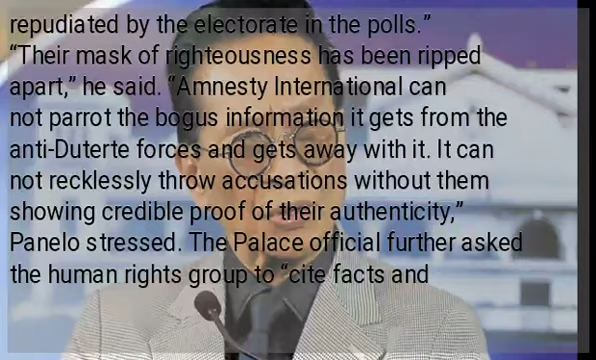 repudiated by the electorate in the polls.”
“Their mask of righteousness has been ripped
apart,” he said. “Amnesty International can
not parrot the bogus information it gets from the
anti-Duterte forces and gets away with it. It can
not recklessly throw accusations without them
showing credible proof of their authenticity,”
Panelo stressed. The Palace official further asked
the human rights group to “cite facts and